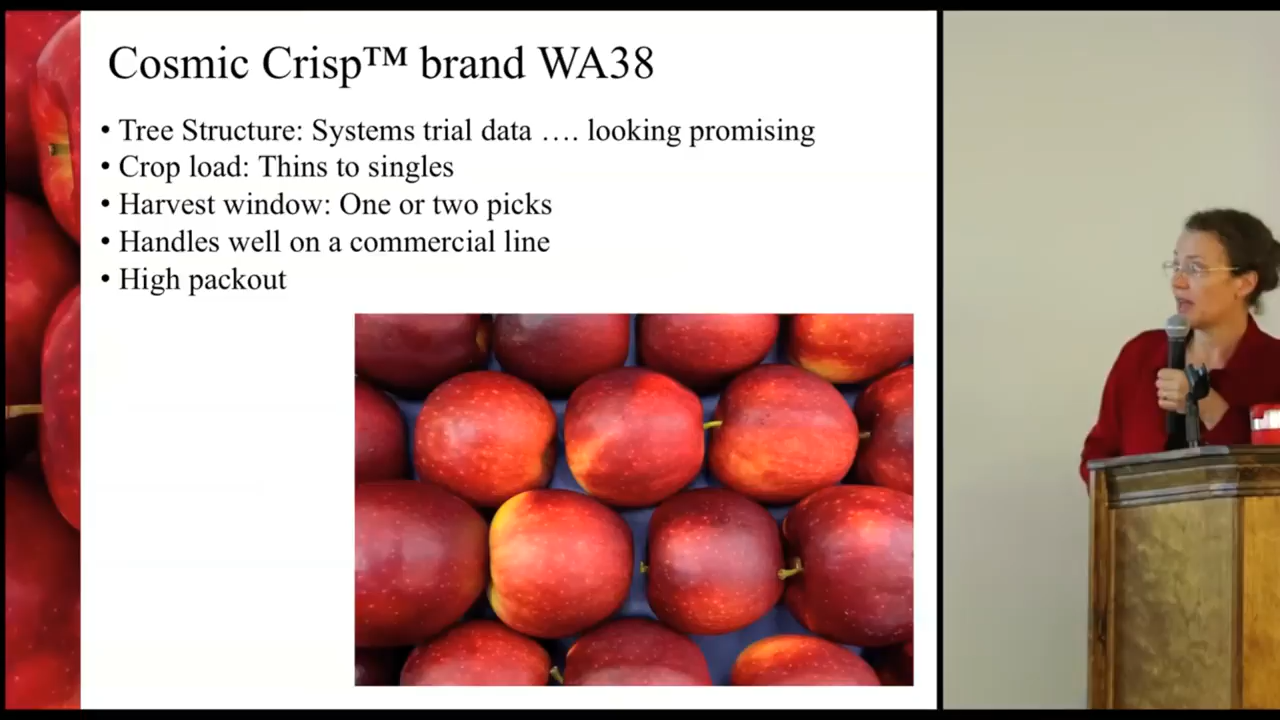 Cosmic Crisp™ brand WA38
• Tree Structure: Systems trial data …. looking promising
• Crop load: Thins to singles
• Harvest window: One or two picks
• Handles well on a commercial line
• High packout